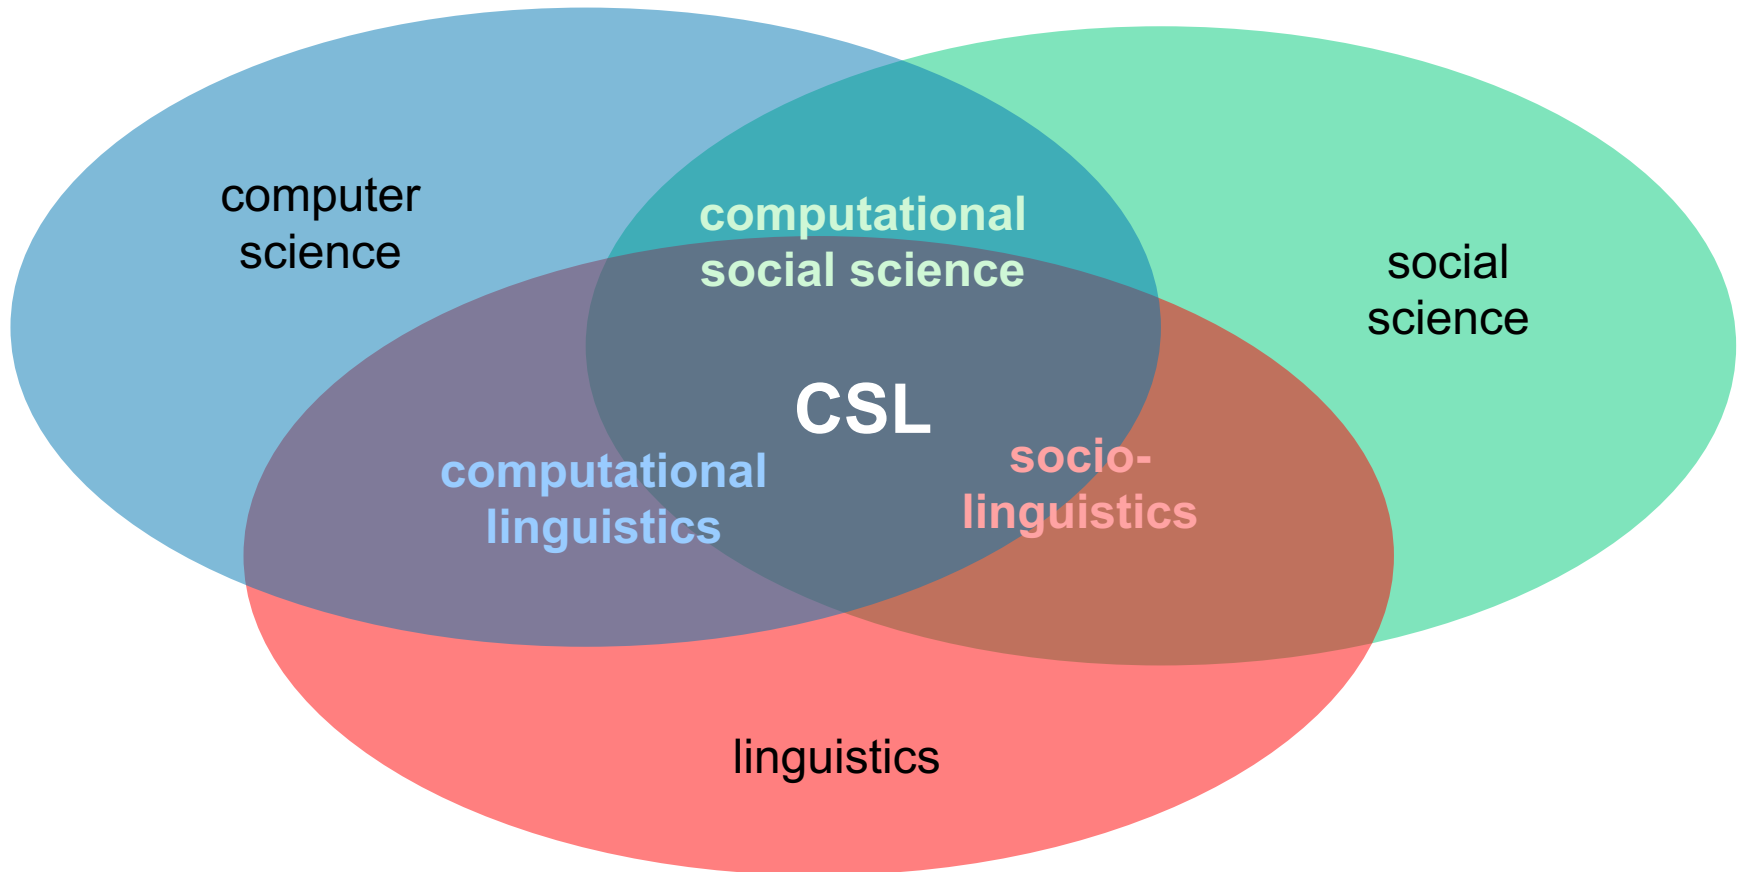 computer
science
computational
social science
social
science
CSL
computational
linguistics
socio-
linguistics
linguistics